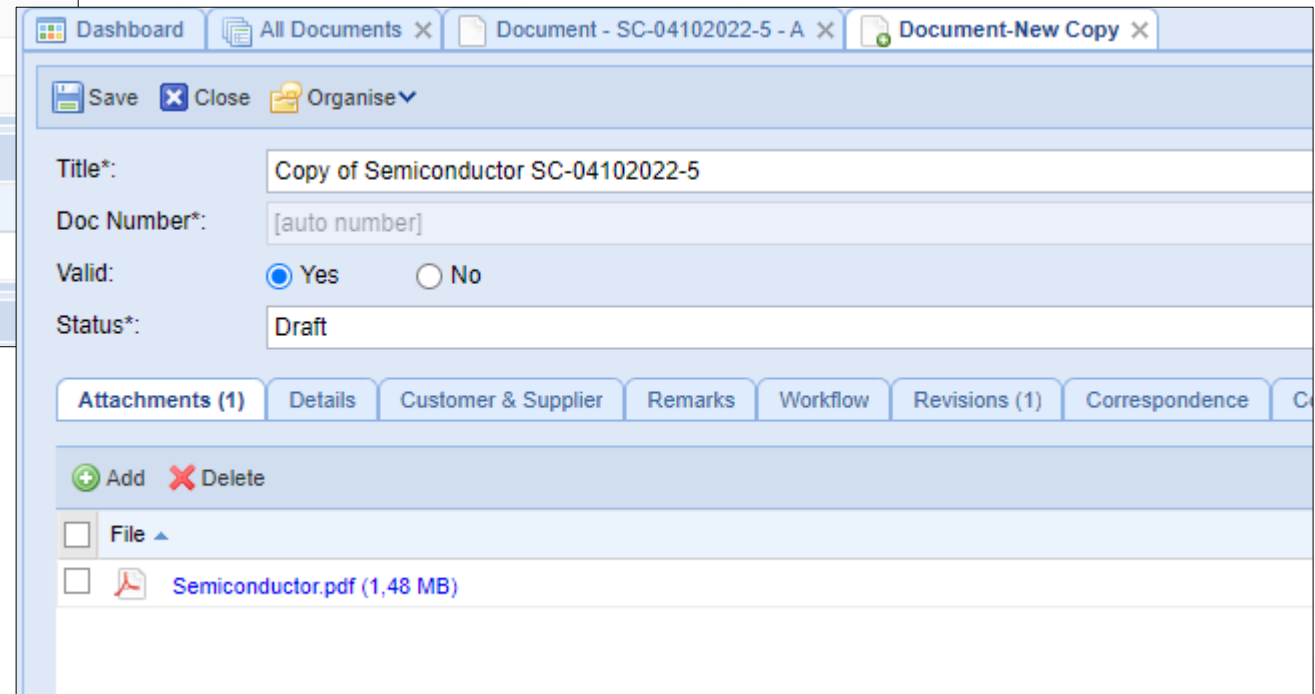 Dashboard All Documents Document - SC-04102022-5 - A Document-New Copy
Save Close Organise
Title*: Copy of Semiconductor SC-04102022-5
Doc Number*: [auto number]
Valid: Yes No
Status*: Draft
Attachments (1) Details Customer & Supplier Remarks Workflow Revisions (1) Correspondence
Add Delete
File
Semiconductor.pdf (1,48 MB)